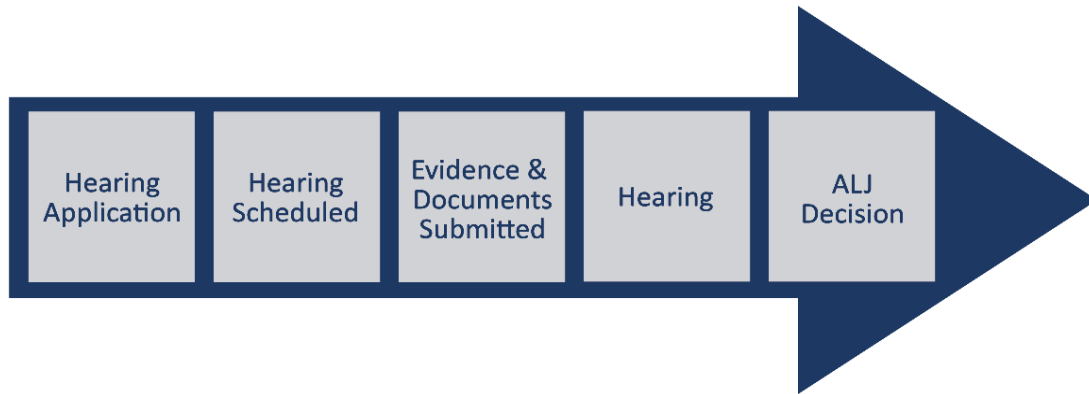 Hearing
Application
Hearing
Scheduled
Evidence &
Documents
Submitted
Hearing
ALJ
Decision